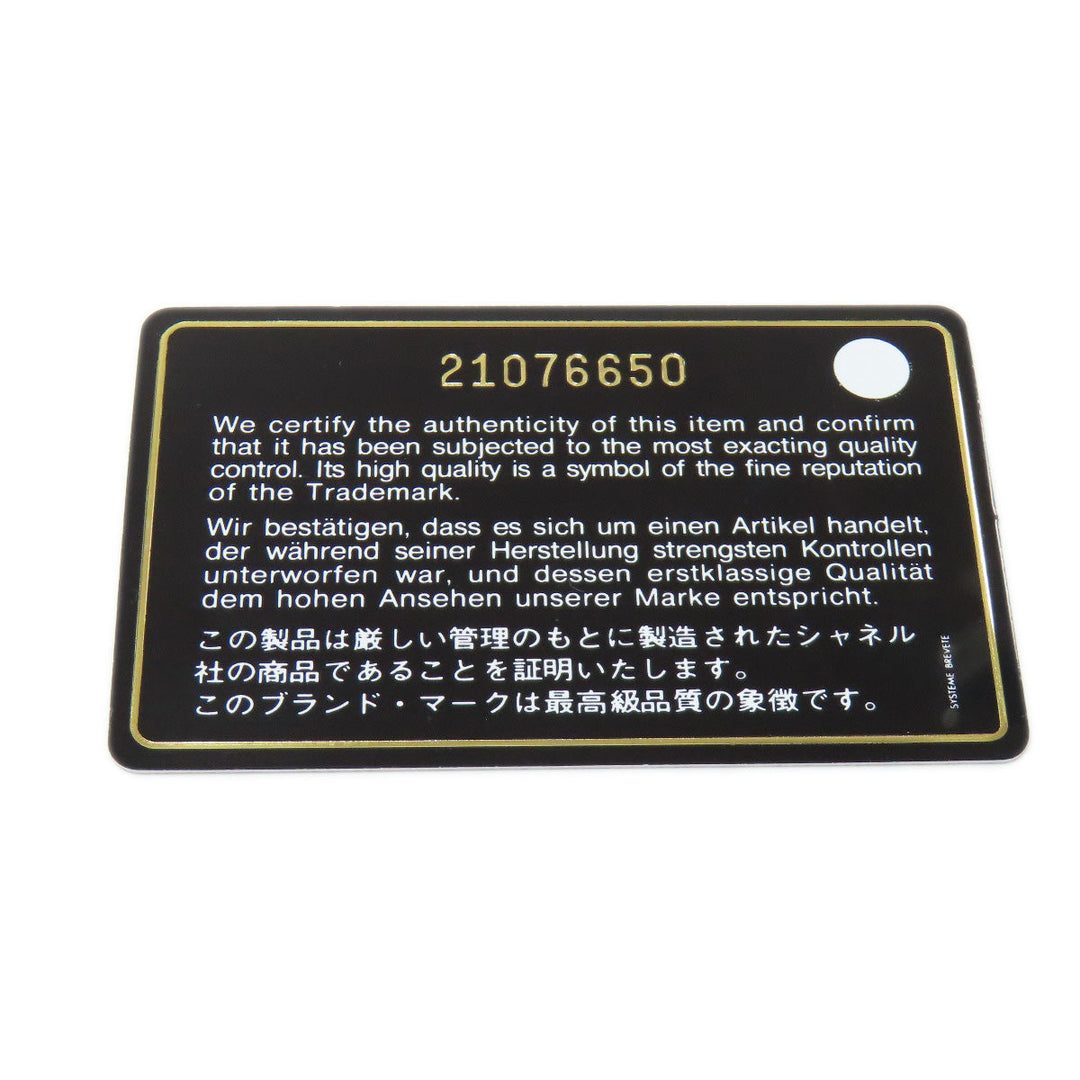 21076650
We certify the authenticity of this item and confirm
that it has been subjected to the most exacting quality
control. Its high quality is a symbol of the fine reputation
of the Trademark.
Wir bestätigen, dass es sich um einen Artikel handelt,
der während seiner Herstellung strengsten Kontrollen
unterworfen war, und dessen erstklassige Qualität
dem hohen Ansehen unserer Marke entspricht.
この製品は厳しい管理のもとに製造されたシャネル
社の商品であることを証明いたします。
このブランド・マークは最高級品質の象徴です。
SYSTEME BREVETE